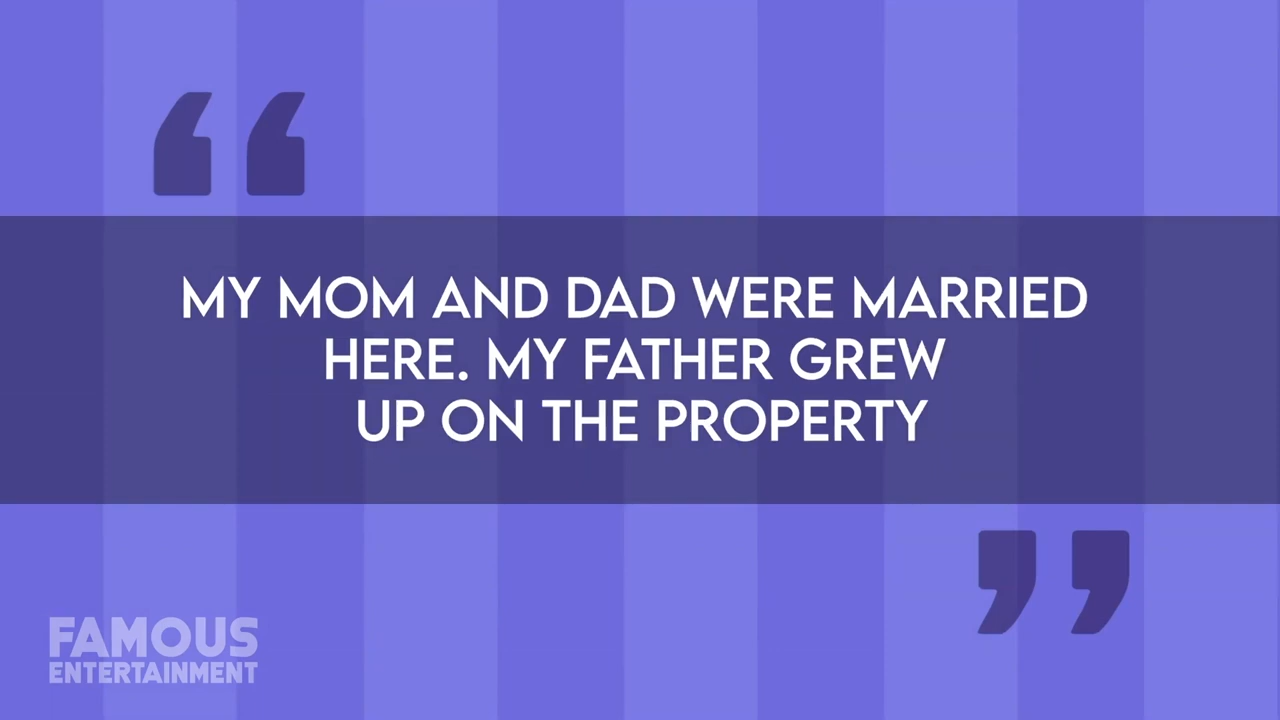 “
MY MOM AND DAD WERE MARRIED
HERE. MY FATHER GREW
UP ON THE PROPERTY
”
FAMOUS
ENTERTAINMENT